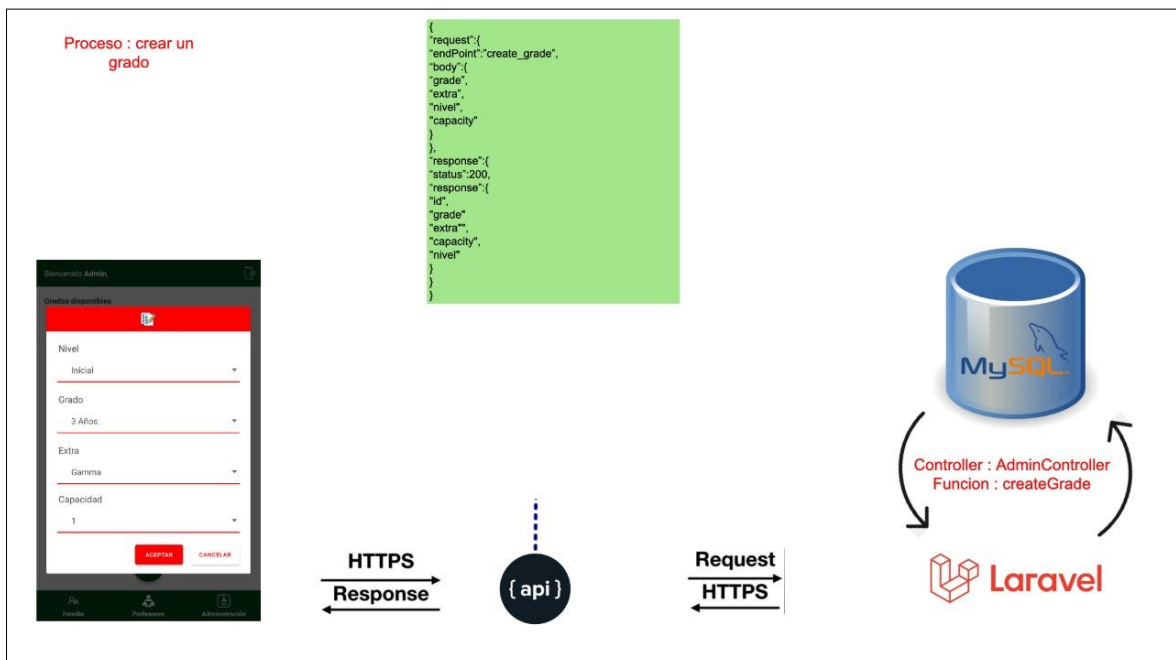 Proceso : crear un
grado
{
"request":{
"endPoint":"create_grade",
"body":{
"grade",
"extra",
"nivel",
"capacity"
}
},
"response":{
"status":200,
"response":{
"id",
"grade"
"extra"",
"capacity",
"nivel"
}
}
}
Bienvenido Admin,
Grados disponibles
Nivel
Inicial
Grado
3 Años
Extra
Gamma
Capacidad
1
ACEPTAR CANCELAR
Familia Profesores Administración
HTTPS
Response
{ api }
Request
HTTPS
MySQL
Controller : AdminController
Funcion : createGrade
Laravel